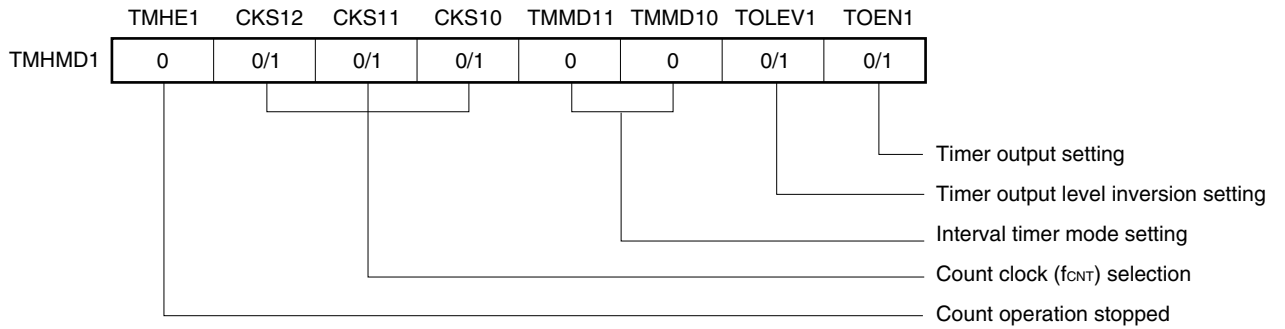 TMHE1 CKS12 CKS11 CKS10 TMMD11 TMMD10 TOLEV1 TOEN1
TMHMD1 0 0/1 0/1 0/1 0 0 0/1 0/1
Timer output setting
Timer output level inversion setting
Interval timer mode setting
Count clock (fCNT) selection
Count operation stopped